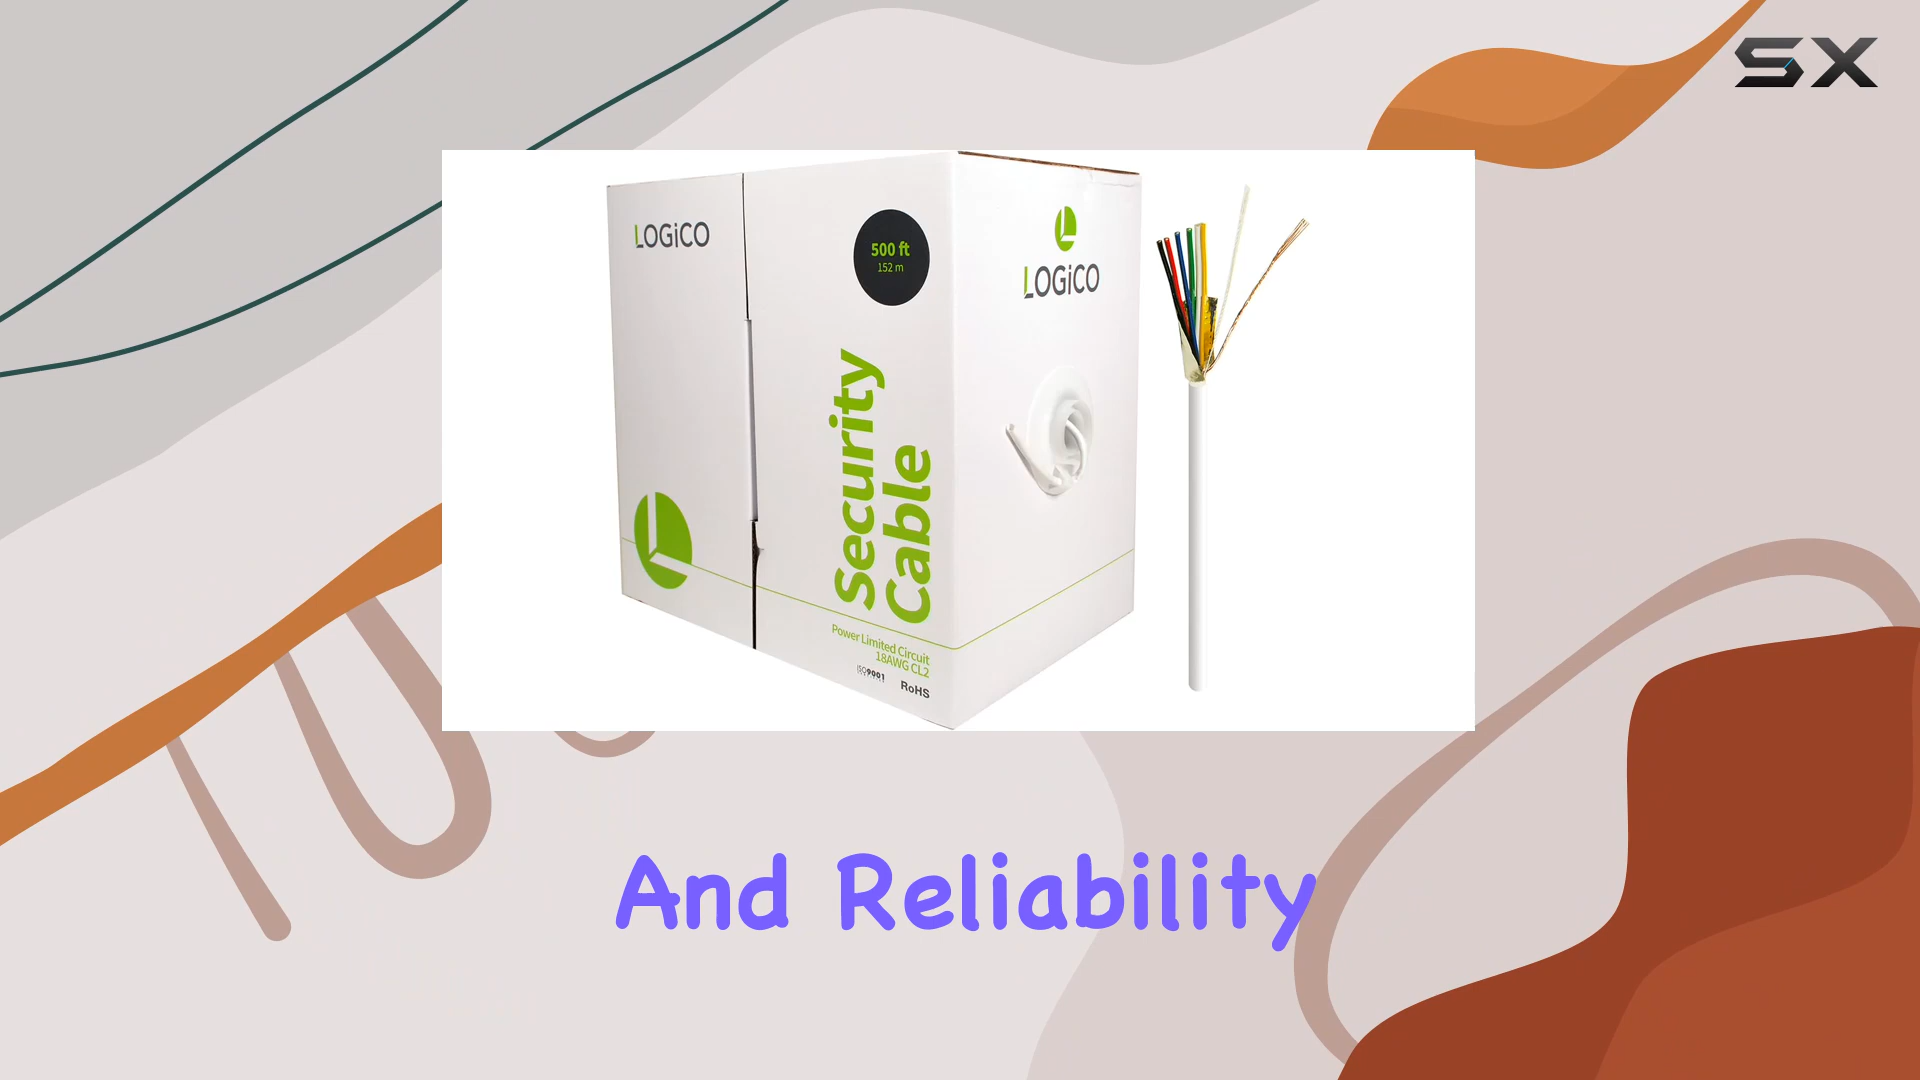 SX
LOGiCO
500 ft
152 m
LOGiCO
Security
Cable
Power Limited Circuit
18AWG CL2
ISO9001
RoHS
And Reliability